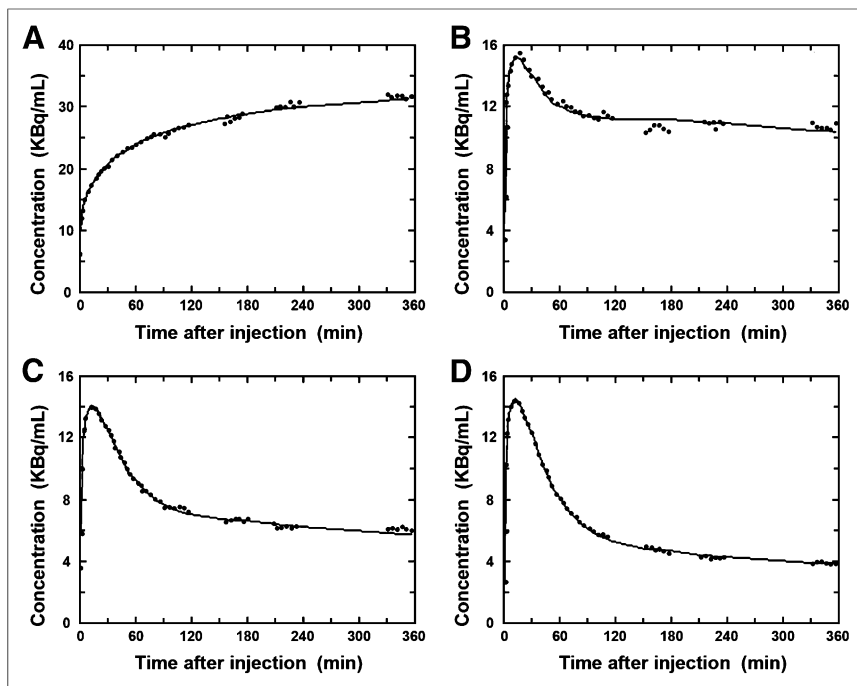 A
B
40
30
20
10
0
Concentration (KBq/mL)
0 60 120 180 240 300 360
Time after injection (min)
16
12
8
4
0
Concentration (KBq/mL)
0 60 120 180 240 300 360
Time after injection (min)
C
D
16
12
8
4
0
Concentration (KBq/mL)
0 60 120 180 240 300 360
Time after injection (min)
16
12
8
4
0
Concentration (KBq/mL)
0 60 120 180 240 300 360
Time after injection (min)